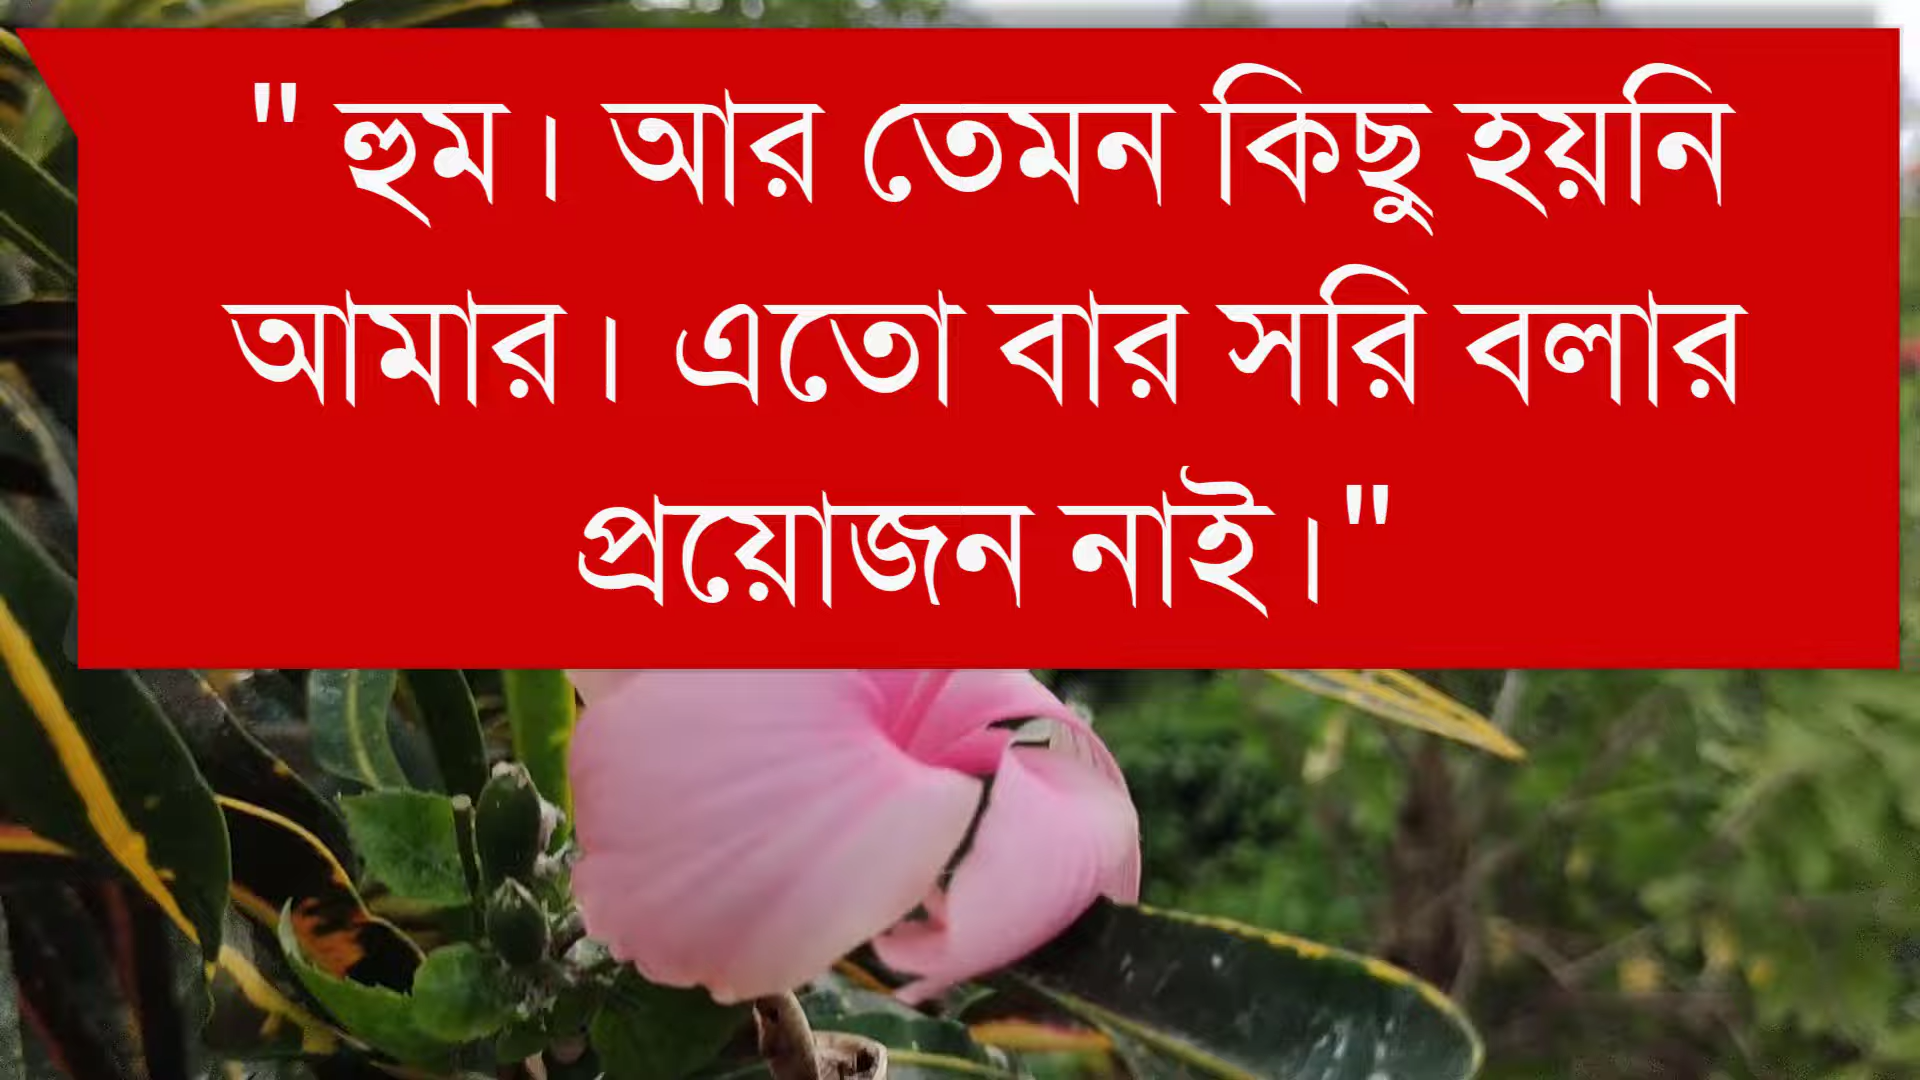 " হুম। আর তেমন কিছু হয়নি
আমার। এতো বার সরি বলার
প্রয়োজন নাই।"